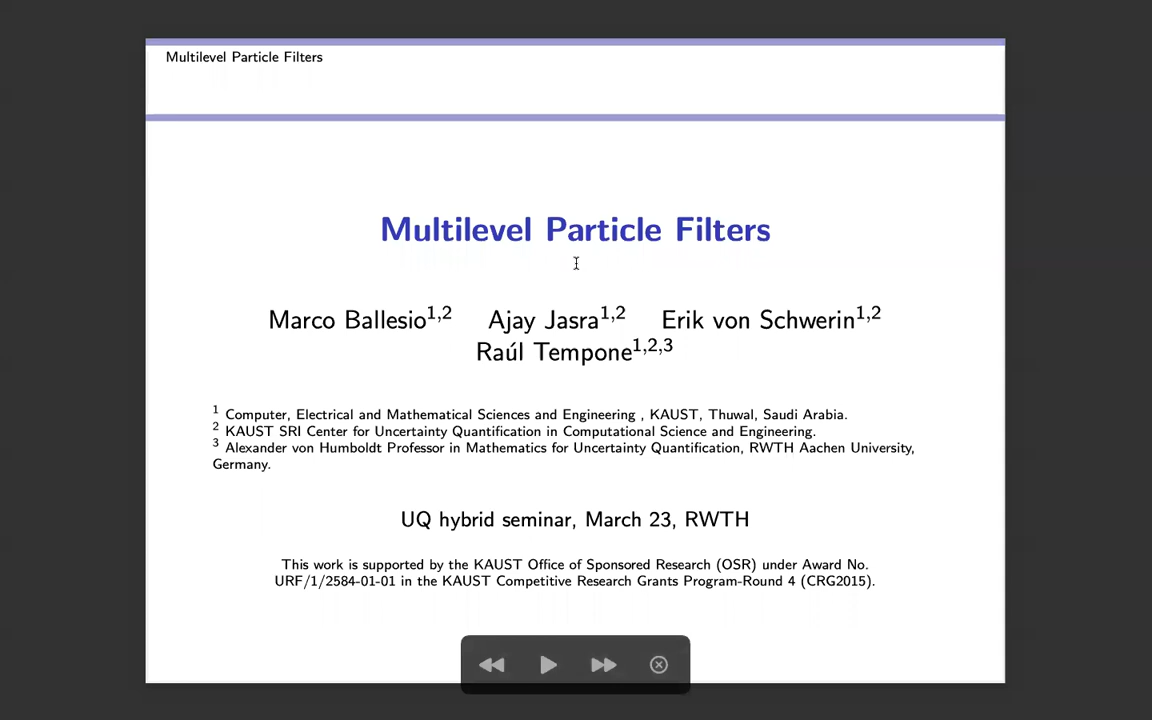 Multilevel Particle Filters
Multilevel Particle Filters
Marco Ballesio1,2 Ajay Jasra1,2 Erik von Schwerin1,2
Raúl Tempone1,2,3
1 Computer, Electrical and Mathematical Sciences and Engineering , KAUST, Thuwal, Saudi Arabia.
2 KAUST SRI Center for Uncertainty Quantification in Computational Science and Engineering.
3 Alexander von Humboldt Professor in Mathematics for Uncertainty Quantification, RWTH Aachen University,
Germany.
UQ hybrid seminar, March 23, RWTH
This work is supported by the KAUST Office of Sponsored Research (OSR) under Award No.
URF/1/2584-01-01 in the KAUST Competitive Research Grants Program-Round 4 (CRG2015).